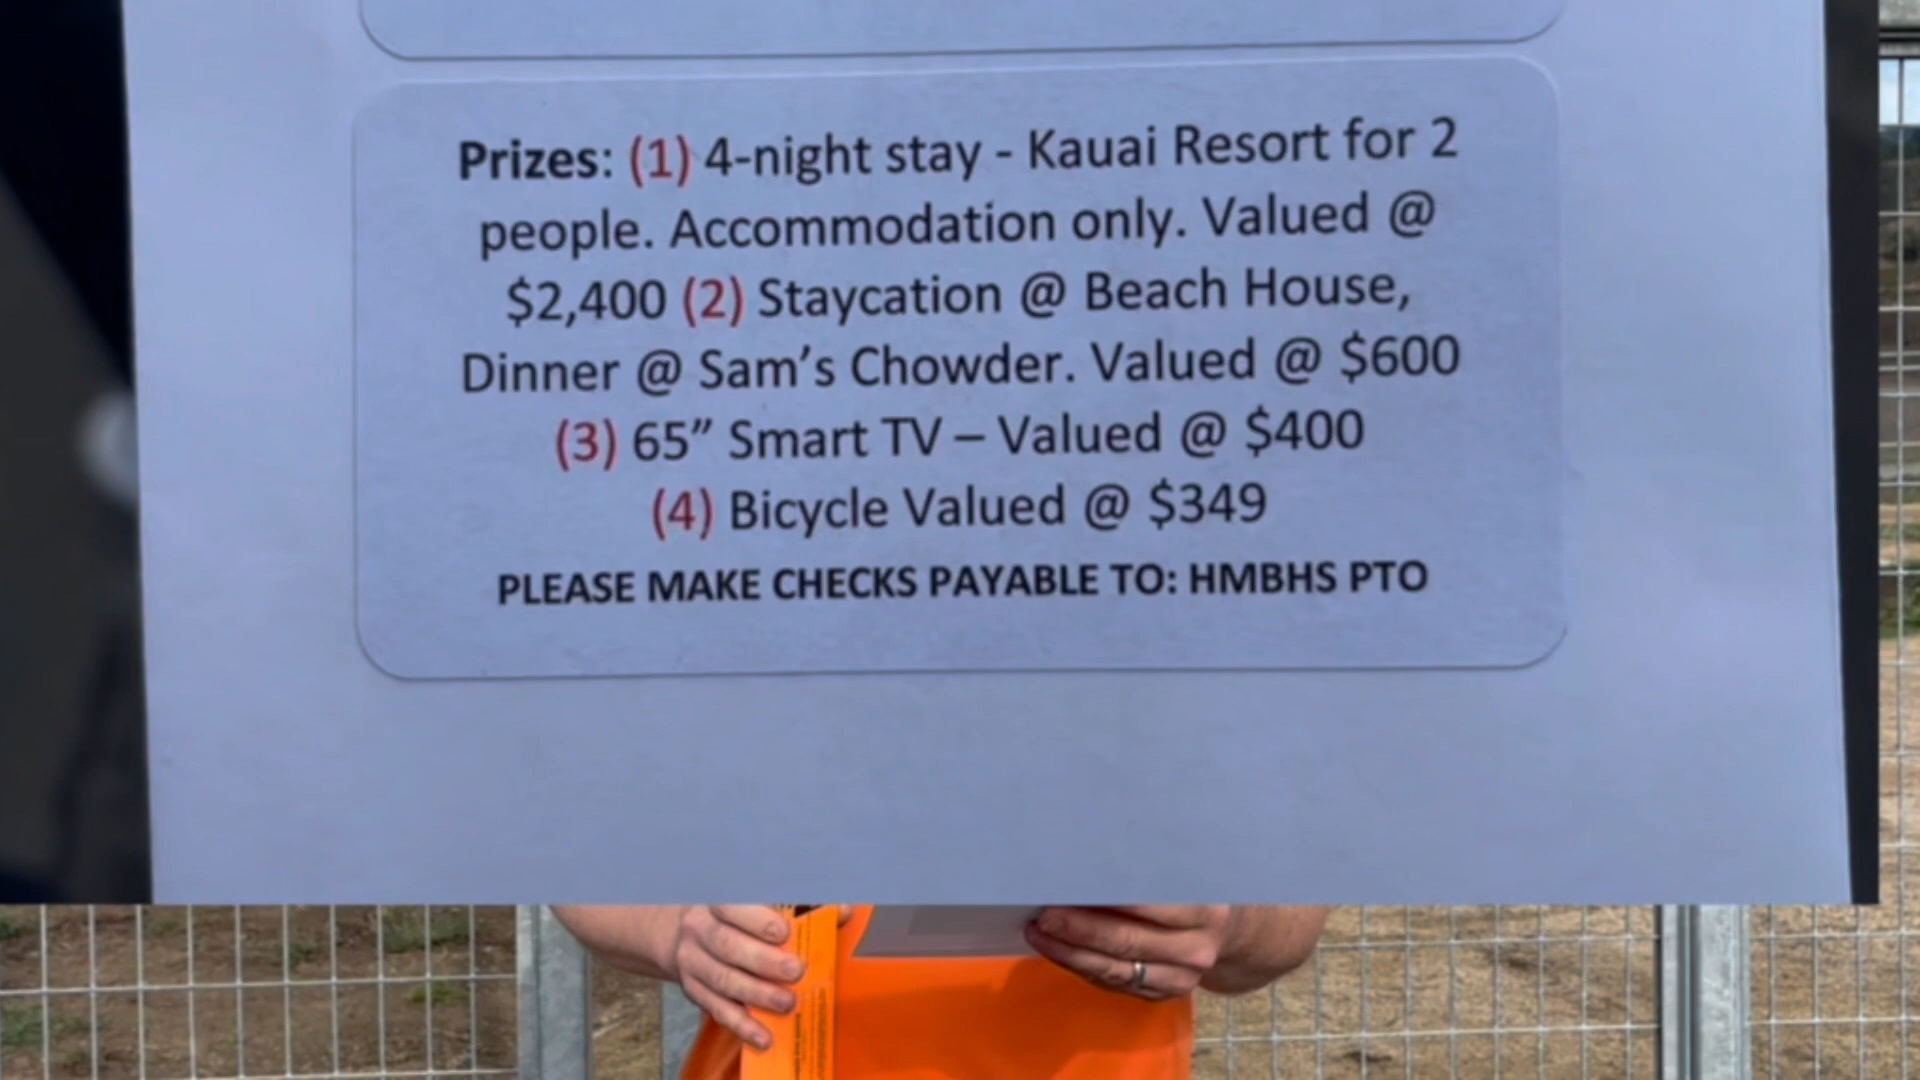 Prizes: (1) 4-night stay - Kauai Resort for 2
people. Accommodation only. Valued @
$2,400 (2) Staycation @ Beach House,
Dinner @ Sam’s Chowder. Valued @ $600
(3) 65” Smart TV – Valued @ $400
(4) Bicycle Valued @ $349
PLEASE MAKE CHECKS PAYABLE TO: HMBHS PTO